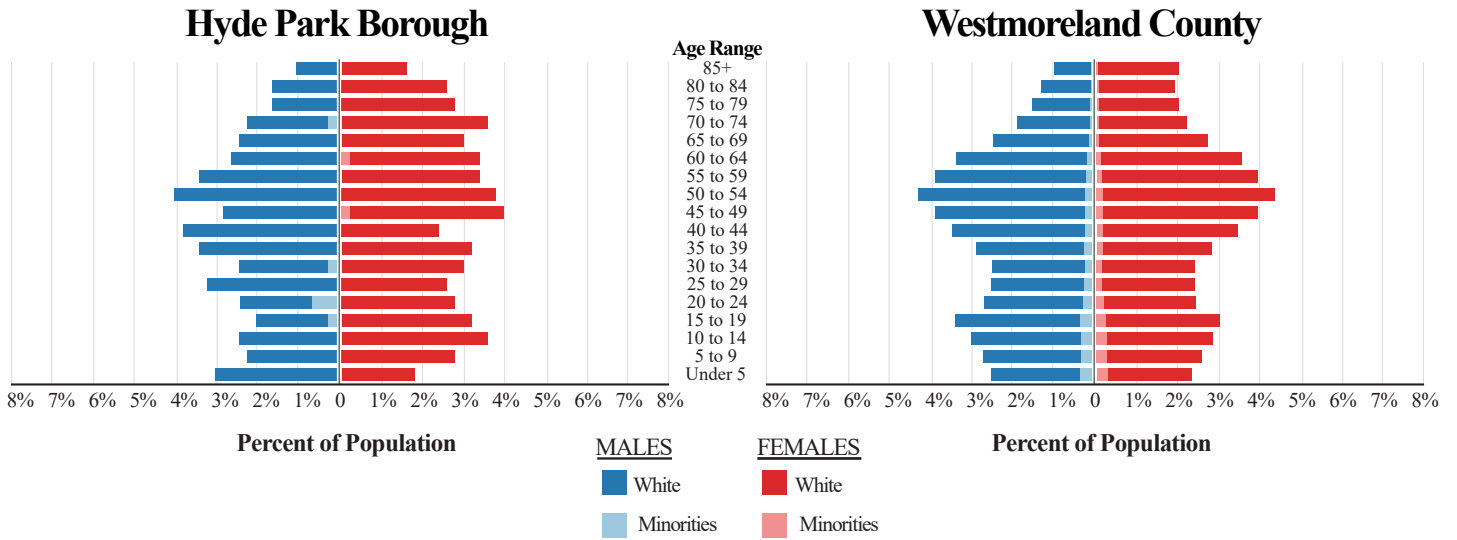 Hyde Park Borough
Westmoreland County
Age Range
85+
80 to 84
75 to 79
70 to 74
65 to 69
60 to 64
55 to 59
50 to 54
45 to 49
40 to 44
35 to 39
30 to 34
25 to 29
20 to 24
15 to 19
10 to 14
5 to 9
Under 5
8% 7% 6% 5% 4% 3% 2% 1% 0 1% 2% 3% 4% 5% 6% 7% 8%
8% 7% 6% 5% 4% 3% 2% 1% 0 1% 2% 3% 4% 5% 6% 7% 8%
Percent of Population
Percent of Population
MALES
FEMALES
White
White
Minorities
Minorities